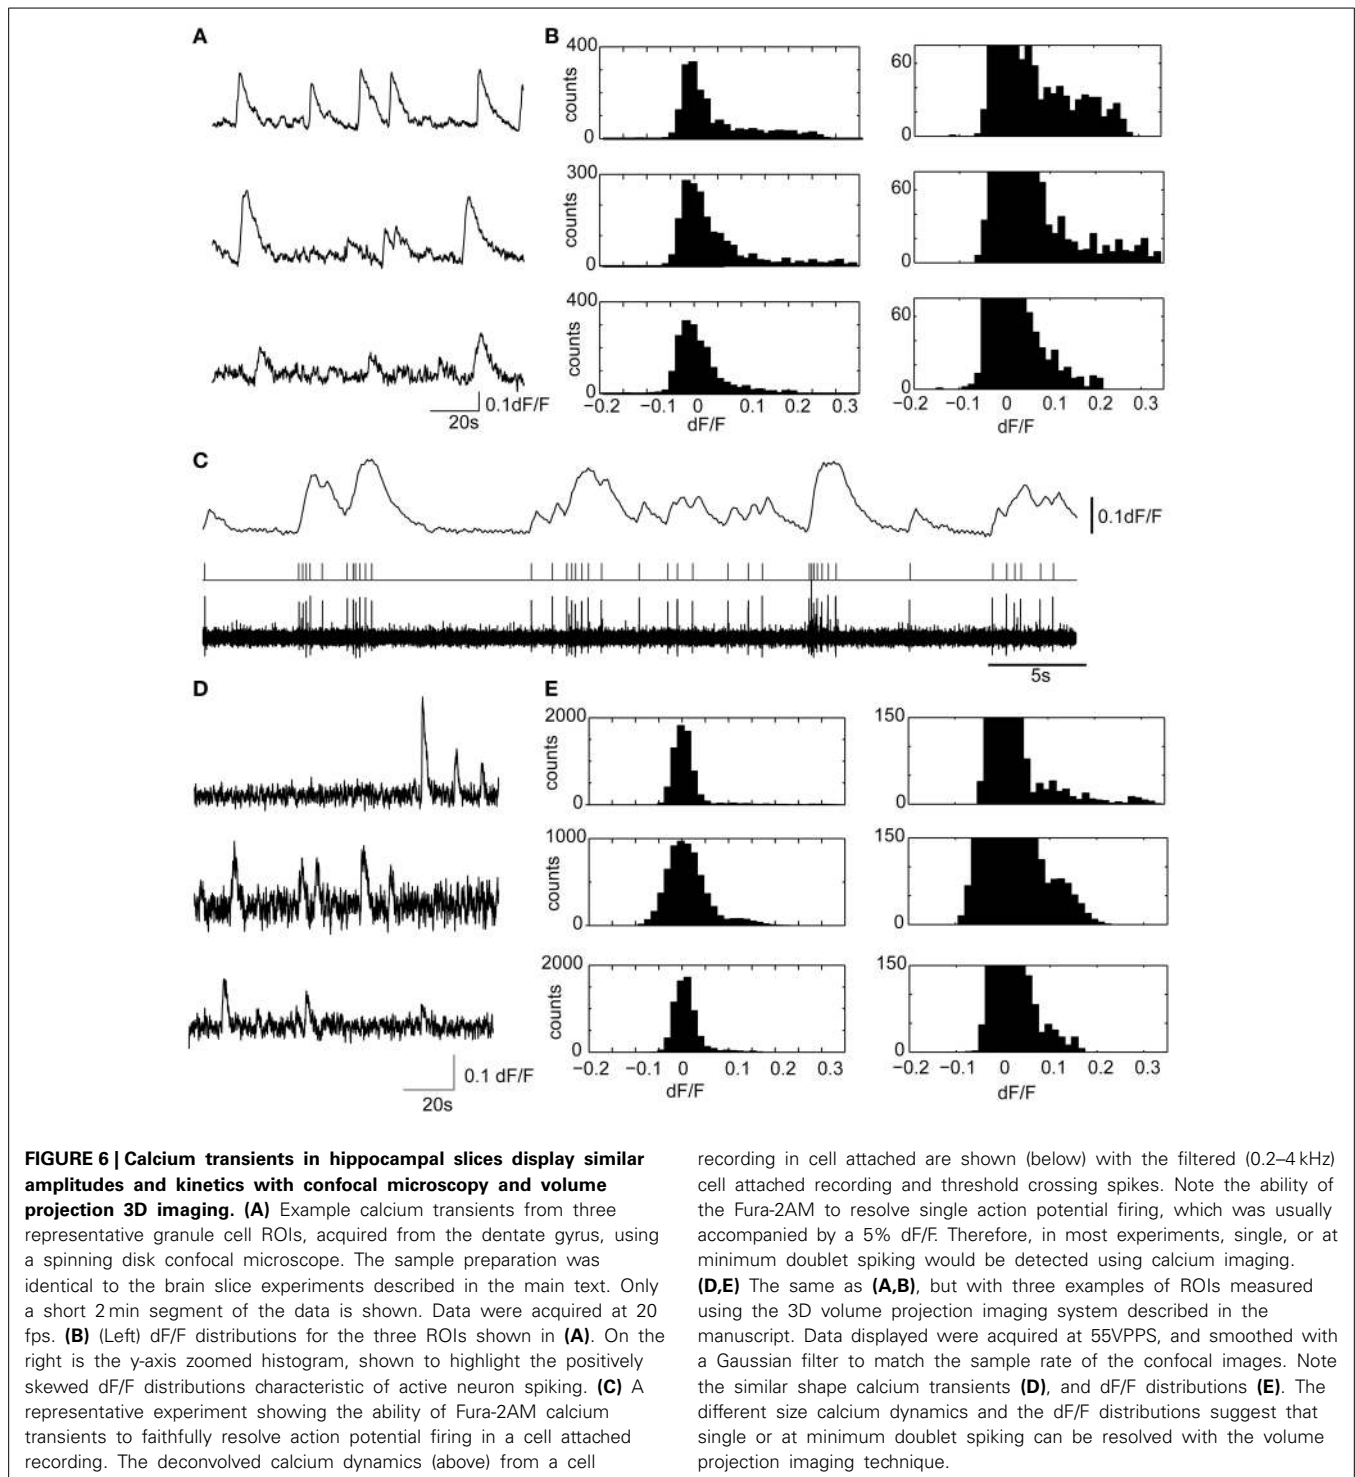 A
B
400
counts
0
60
0
300
counts
0
60
0
400
counts
0
−0.2 −0.1 0 0.1 0.2 0.3
dF/F
60
0
−0.2 −0.1 0 0.1 0.2 0.3
dF/F
0.1dF/F
20s
C
0.1dF/F
5s
D
E
2000
counts
0
150
0
1000
counts
0
150
0
2000
counts
0
−0.2 −0.1 0 0.1 0.2 0.3
dF/F
150
0
−0.2 −0.1 0 0.1 0.2 0.3
dF/F
0.1 dF/F
20s
FIGURE 6 | Calcium transients in hippocampal slices display similar
amplitudes and kinetics with confocal microscopy and volume
projection 3D imaging. (A) Example calcium transients from three
representative granule cell ROIs, acquired from the dentate gyrus, using
a spinning disk confocal microscope. The sample preparation was
identical to the brain slice experiments described in the main text. Only
a short 2 min segment of the data is shown. Data were acquired at 20
fps. (B) (Left) dF/F distributions for the three ROIs shown in (A). On the
right is the y-axis zoomed histogram, shown to highlight the positively
skewed dF/F distributions characteristic of active neuron spiking. (C) A
representative experiment showing the ability of Fura-2AM calcium
transients to faithfully resolve action potential firing in a cell attached
recording. The deconvolved calcium dynamics (above) from a cell
recording in cell attached are shown (below) with the filtered (0.2–4 kHz)
cell attached recording and threshold crossing spikes. Note the ability of
the Fura-2AM to resolve single action potential firing, which was usually
accompanied by a 5% dF/F. Therefore, in most experiments, single, or at
minimum doublet spiking would be detected using calcium imaging.
(D,E) The same as (A,B), but with three examples of ROIs measured
using the 3D volume projection imaging system described in the
manuscript. Data displayed were acquired at 55VPPS, and smoothed with
a Gaussian filter to match the sample rate of the confocal images. Note
the similar shape calcium transients (D), and dF/F distributions (E). The
different size calcium dynamics and the dF/F distributions suggest that
single or at minimum doublet spiking can be resolved with the volume
projection imaging technique.